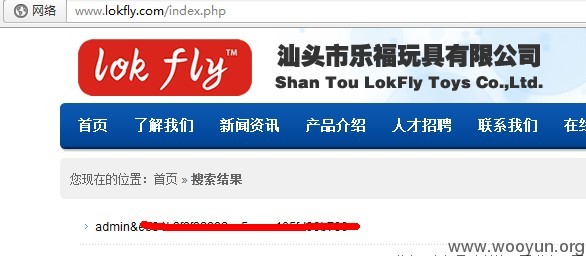 网络 www.lokfly.com/index.php
lok fly™
汕头市乐福玩具有限公司
Shan Tou LokFly Toys Co.,Ltd.
首页 了解我们 新闻资讯 产品介绍 人才招聘 联系我们 在线
您现在的位置：首页 » 搜索结果
admin&
www.wooyun.org